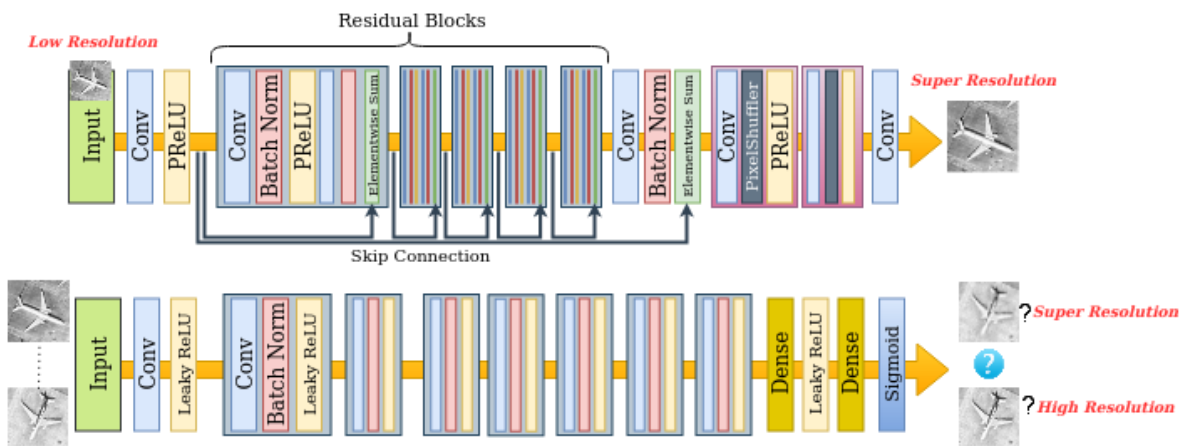 Residual Blocks
Low Resolution
Input
Conv
PReLU
Conv
Batch Norm
PReLU
Elementwise Sum
Conv
Batch Norm
Elementwise Sum
Conv
PixelShuffler
PReLU
Conv
Super Resolution
Skip Connection
Input
Conv
Leaky ReLU
Conv
Batch Norm
Leaky ReLU
Dense
Leaky ReLU
Dense
Sigmoid
? Super Resolution
?
? High Resolution